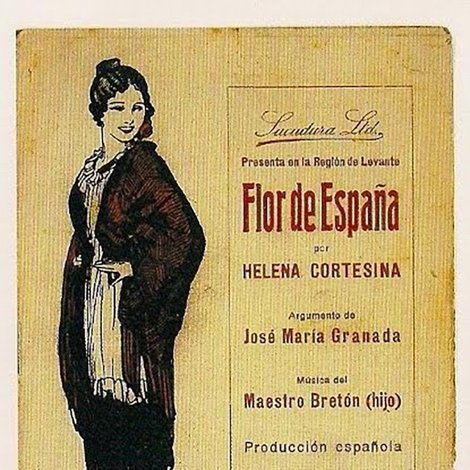 Sucudura Ltd.
Presenta en la Región de Levante
Flor de España
por
HELENA CORTESINA
Argumento de
José María Granada
Música del
Maestro Bretón (hijo)
Producción española